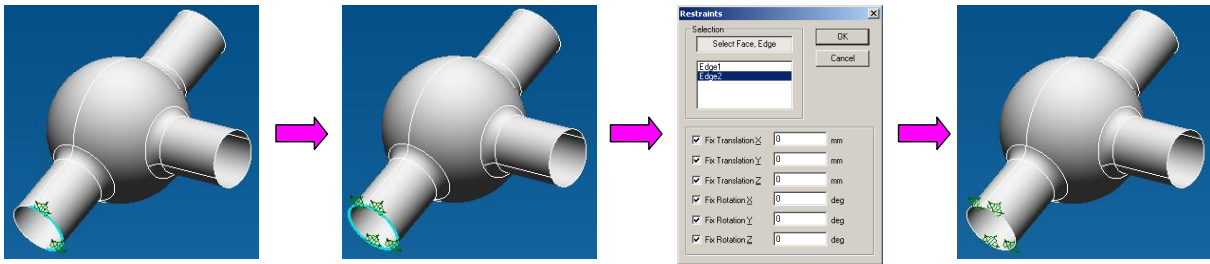 Restraints
Selection
Select Face, Edge
Edge1
Edge2
OK
Cancel
Fix Translation X 0 mm
Fix Translation Y 0 mm
Fix Translation Z 0 mm
Fix Rotation X 0 deg
Fix Rotation Y 0 deg
Fix Rotation Z 0 deg